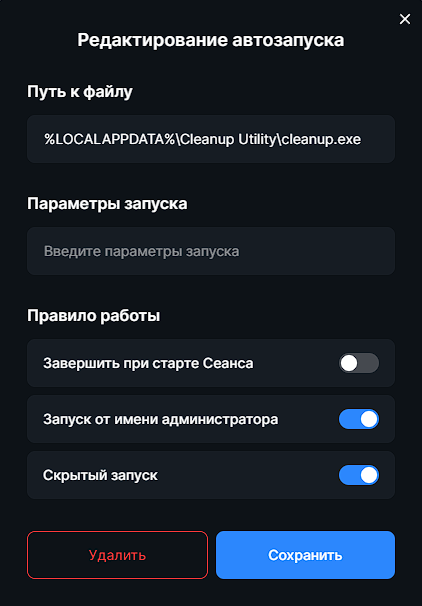 Редактирование автозапуска
Путь к файлу
%LOCALAPPDATA%\Cleanup Utility\cleanup.exe
Параметры запуска
Введите параметры запуска
Правило работы
Завершить при старте Сеанса
Запуск от имени администратора
Скрытый запуск
Удалить
Сохранить